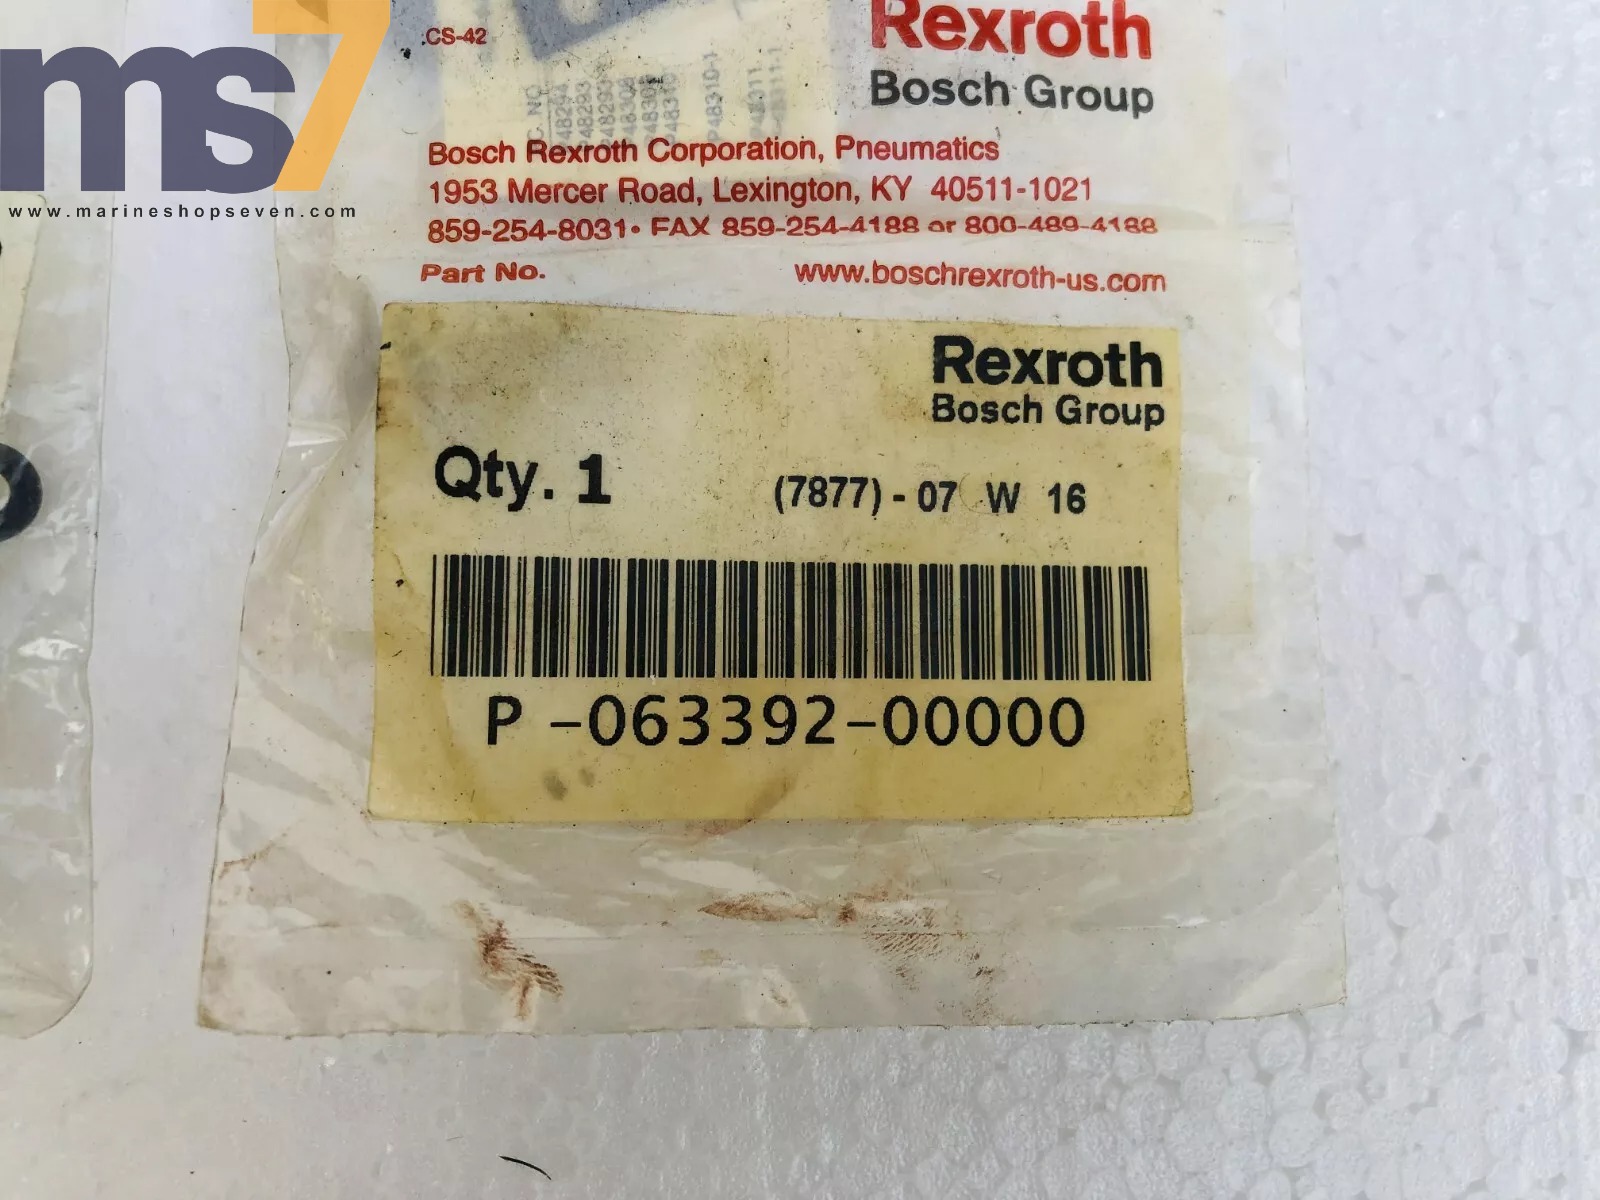 ms7
www.marineshopseven.com
CS-42
Rexroth
Bosch Group
P48310-1
Bosch Rexroth Corporation, Pneumatics
1953 Mercer Road, Lexington, KY 40511-1021
859-254-8031• FAX 859-254-4188 or 800-489-4188
Part No.
www.boschrexroth-us.com
Rexroth
Bosch Group
Qty. 1
(7877) - 07 W 16
P -063392-00000